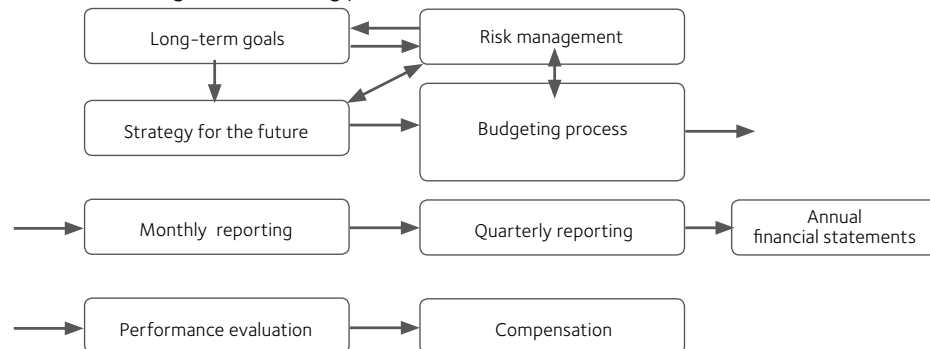 Long-term goals
Risk management
Strategy for the future
Budgeting process
Monthly reporting
Quarterly reporting
Annual
financial statements
Performance evaluation
Compensation